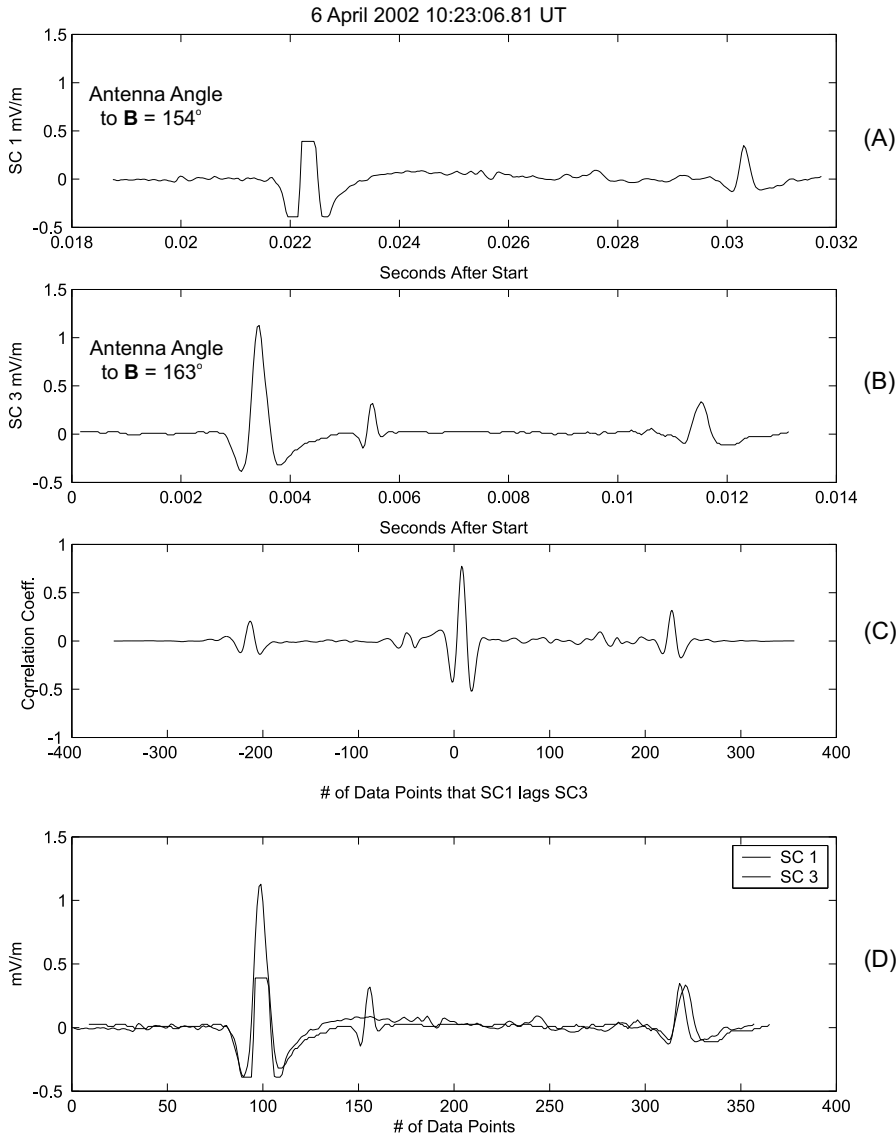 6 April 2002 10:23:06.81 UT
1.5
1
0.5
0
-0.5
SC 1 mV/m
Antenna Angle
to B = 154°
(A)
0.018 0.02 0.022 0.024 0.026 0.028 0.03 0.032
Seconds After Start
1.5
1
0.5
0
-0.5
SC 3 mV/m
Antenna Angle
to B = 163°
(B)
0 0.002 0.004 0.006 0.008 0.01 0.012 0.014
Seconds After Start
1
0.5
0
-0.5
-1
Correlation Coeff.
(C)
-400 -300 -200 -100 0 100 200 300 400
# of Data Points that SC1 lags SC3
1.5
1
0.5
0
-0.5
mV/m
SC 1
SC 3
(D)
0 50 100 150 200 250 300 350 400
# of Data Points